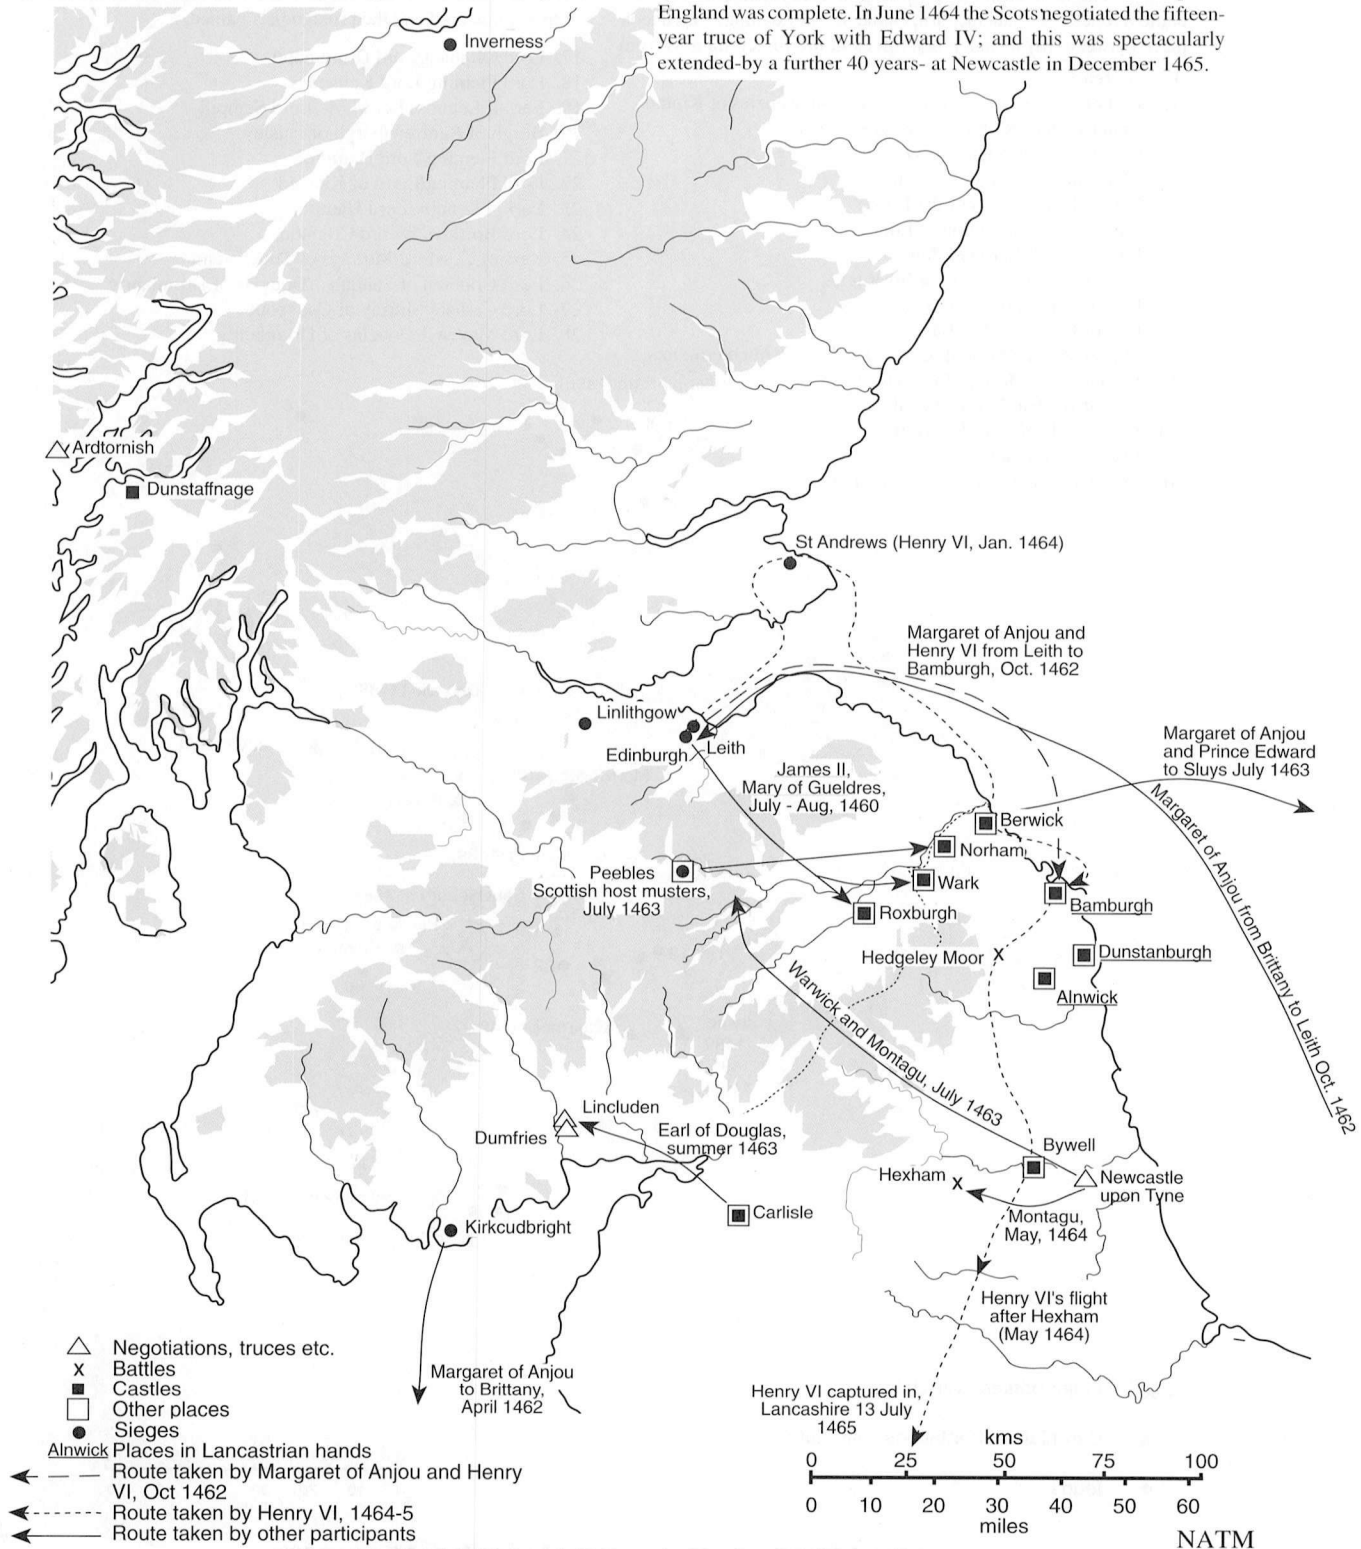 England was complete. In June 1464 the Scots negotiated the fifteen-
year truce of York with Edward IV; and this was spectacularly
extended-by a further 40 years- at Newcastle in December 1465.
Inverness
Ardtornish
Dunstaffnage
St Andrews (Henry VI, Jan. 1464)
Margaret of Anjou and
Henry VI from Leith to
Bamburgh, Oct. 1462
Linlithgow
Edinburgh
Leith
Margaret of Anjou
and Prince Edward
to Sluys July 1463
James II,
Mary of Gueldres,
July - Aug, 1460
Margaret of Anjou from Brittany to Leith Oct. 1462
Berwick
Norham
Peebles
Scottish host musters,
July 1463
Wark
Roxburgh
Bamburgh
Hedgeley Moor
x
Dunstanburgh
Alnwick
Warwick and Montagu, July 1463
Lincluden
Dumfries
Earl of Douglas,
summer 1463
Bywell
Hexham
x
Newcastle
upon Tyne
Carlisle
Kirkcudbright
Montagu,
May, 1464
Henry VI's flight
after Hexham
(May 1464)
Margaret of Anjou
to Brittany,
April 1462
Henry VI captured in,
Lancashire 13 July
1465
Negotiations, truces etc.
x Battles
Castles
Other places
Sieges
Alnwick Places in Lancastrian hands
Route taken by Margaret of Anjou and Henry
VI, Oct 1462
Route taken by Henry VI, 1464-5
Route taken by other participants
kms
0 25 50 75 100
0 10 20 30 40 50 60
miles
NATM